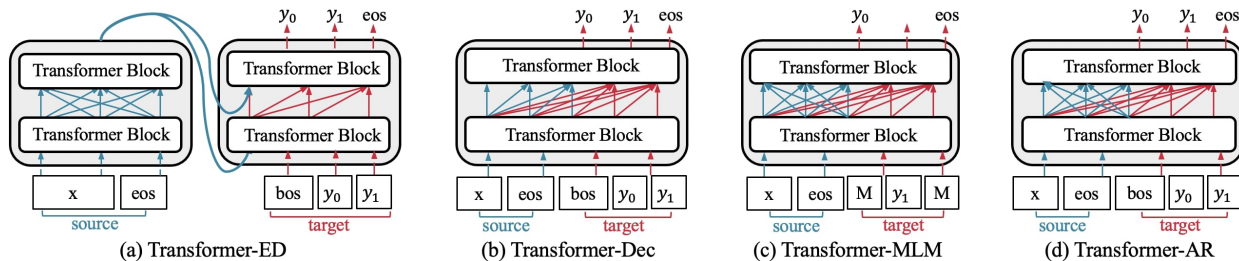 y₀ y₁ eos
Transformer Block
Transformer Block
Transformer Block
Transformer Block
x eos
bos y₀ y₁
source
target
(a) Transformer-ED
y₀ y₁ eos
Transformer Block
Transformer Block
x eos bos y₀ y₁
source target
(b) Transformer-Dec
y₀ eos
Transformer Block
Transformer Block
x eos M y₁ M
source target
(c) Transformer-MLM
y₀ y₁ eos
Transformer Block
Transformer Block
x eos bos y₀ y₁
source target
(d) Transformer-AR